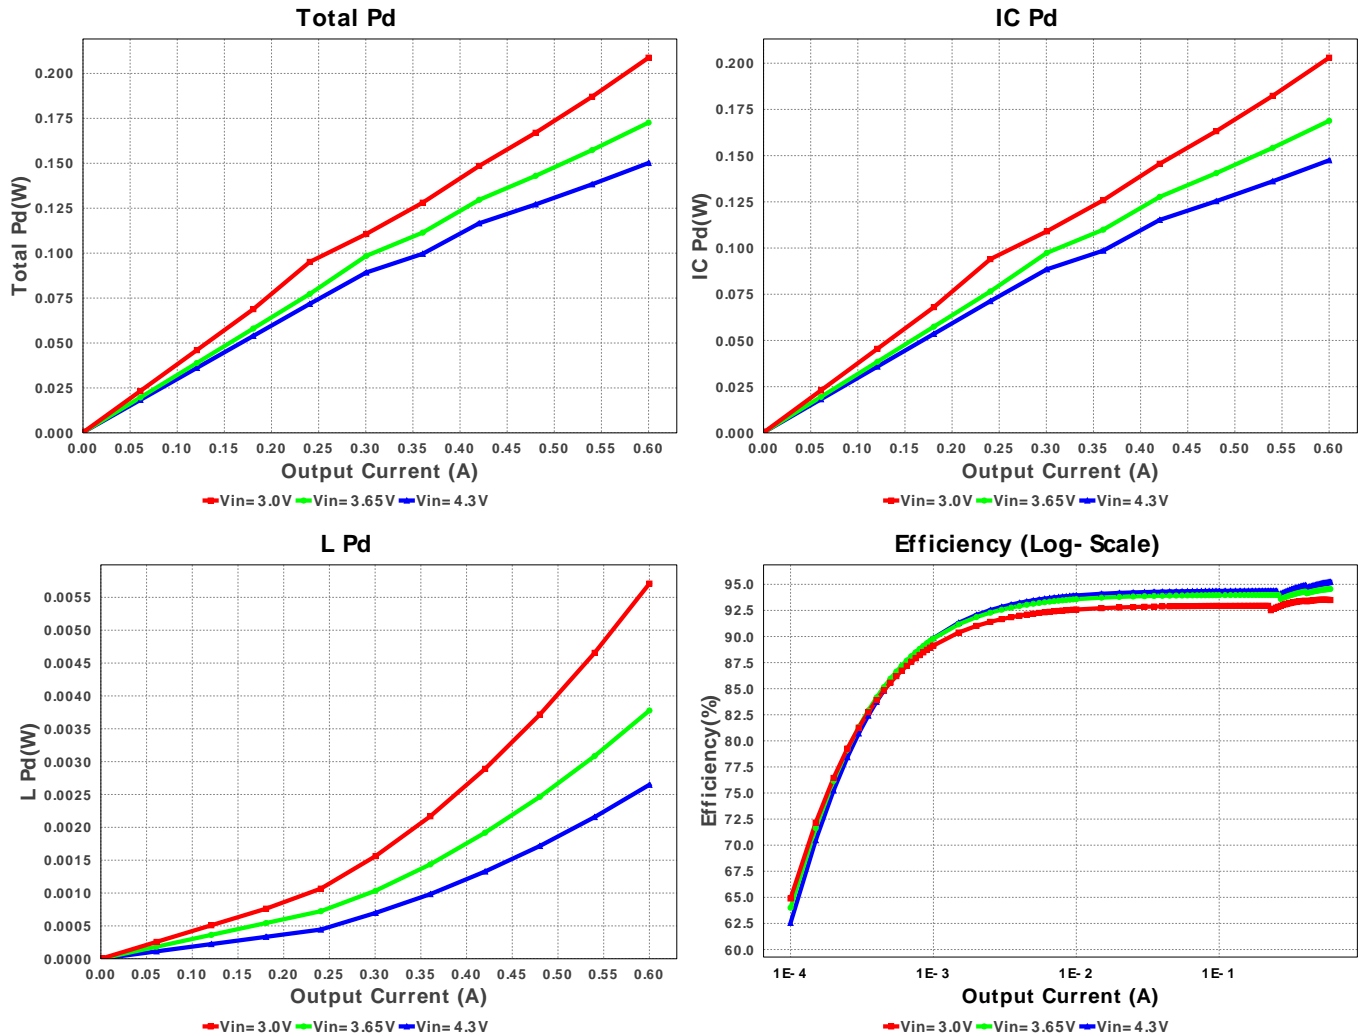 Total Pd
0.200
0.175
0.150
0.125
0.100
0.075
0.050
0.025
0.000
Total Pd(W)
0.00 0.05 0.10 0.15 0.20 0.25 0.30 0.35 0.40 0.45 0.50 0.55 0.60
Output Current (A)
Vin=3.0V Vin=3.65V Vin=4.3V
IC Pd
0.200
0.175
0.150
0.125
0.100
0.075
0.050
0.025
0.000
IC Pd(W)
0.00 0.05 0.10 0.15 0.20 0.25 0.30 0.35 0.40 0.45 0.50 0.55 0.60
Output Current (A)
Vin=3.0V Vin=3.65V Vin=4.3V
L Pd
0.0055
0.0050
0.0045
0.0040
0.0035
0.0030
0.0025
0.0020
0.0015
0.0010
0.0005
0.0000
L Pd(W)
0.00 0.05 0.10 0.15 0.20 0.25 0.30 0.35 0.40 0.45 0.50 0.55 0.60
Output Current (A)
Vin=3.0V Vin=3.65V Vin=4.3V
Efficiency (Log- Scale)
95.0
92.5
90.0
87.5
85.0
82.5
80.0
77.5
75.0
72.5
70.0
67.5
65.0
62.5
60.0
Efficiency(%)
1E-4 1E-3 1E-2 1E-1
Output Current (A)
Vin=3.0V Vin=3.65V Vin=4.3V